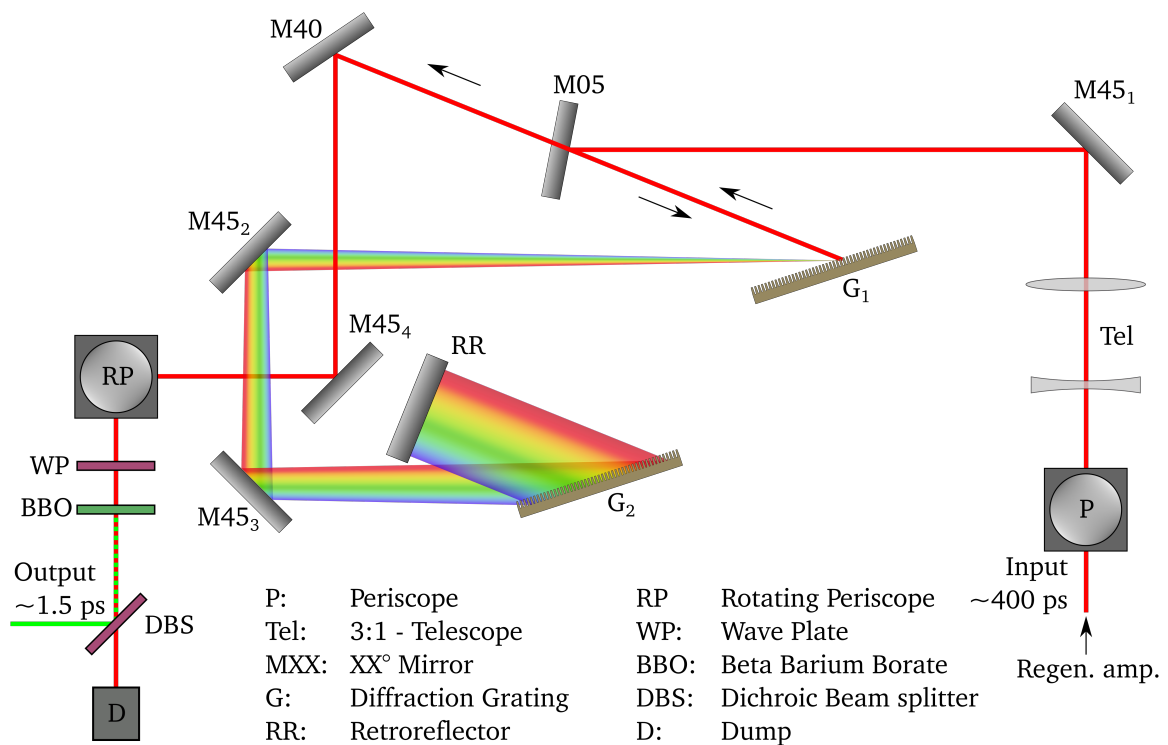 M40
M05
M45₁
M45₂
G₁
M45₄
RR
Tel
RP
WP
BBO
M45₃
G₂
P
Output
~1.5 ps
DBS
D
Input
~400 ps
Regen. amp.
P: Periscope
Tel: 3:1 - Telescope
MXX: XX° Mirror
G: Diffraction Grating
RR: Retroreflector
RP Rotating Periscope
WP: Wave Plate
BBO: Beta Barium Borate
DBS: Dichroic Beam splitter
D: Dump